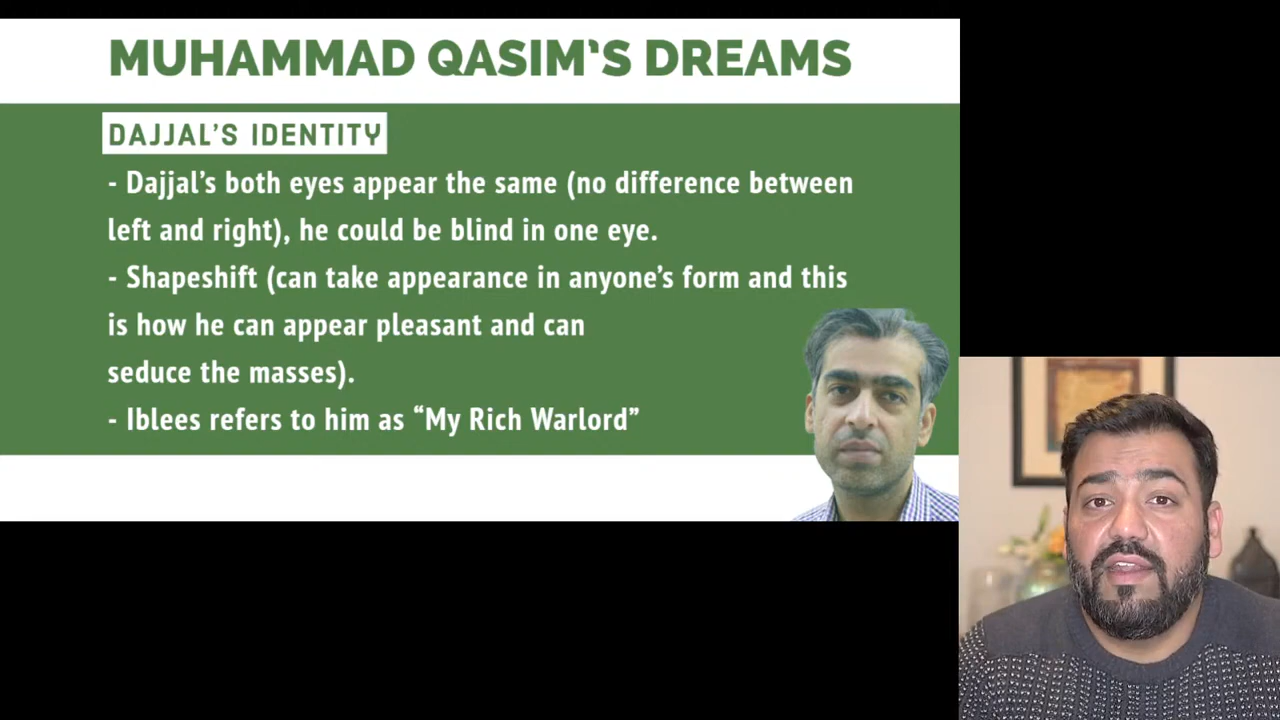 MUHAMMAD QASIM‛S DREAMS
DAJJAL’S IDENTITY
- Dajjal’s both eyes appear the same (no difference between
left and right), he could be blind in one eye.
- Shapeshift (can take appearance in anyone’s form and this
is how he can appear pleasant and can
seduce the masses).
- Iblees refers to him as “My Rich Warlord”